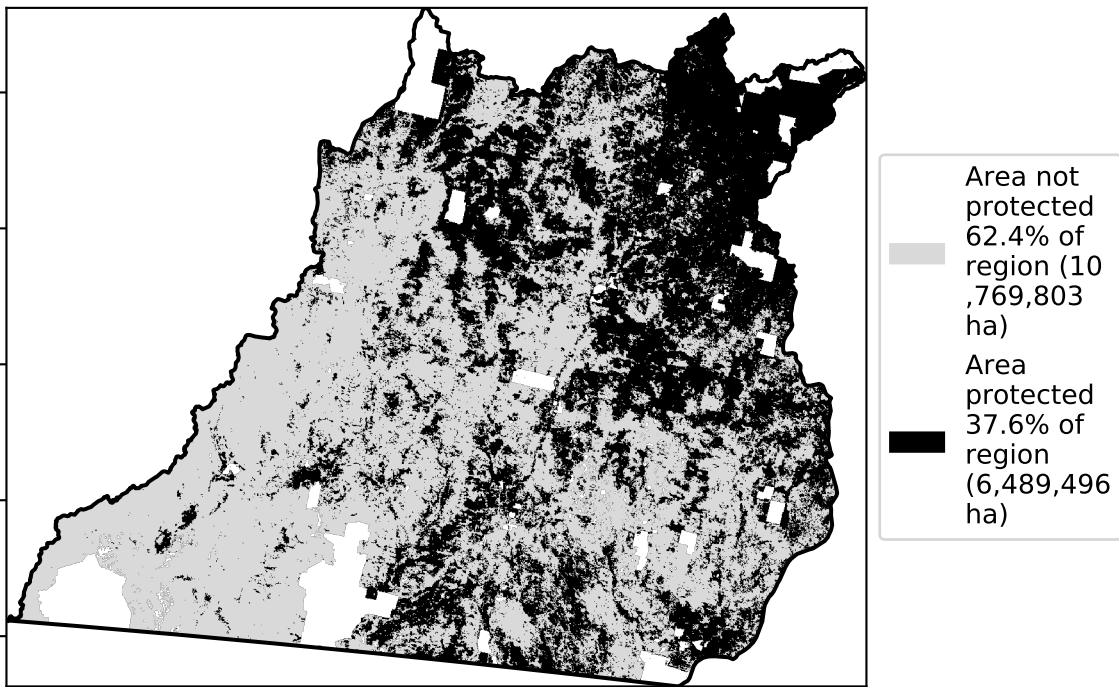 Area not
protected
62.4% of
region (10
,769,803
ha)
Area
protected
37.6% of
region
(6,489,496
ha)